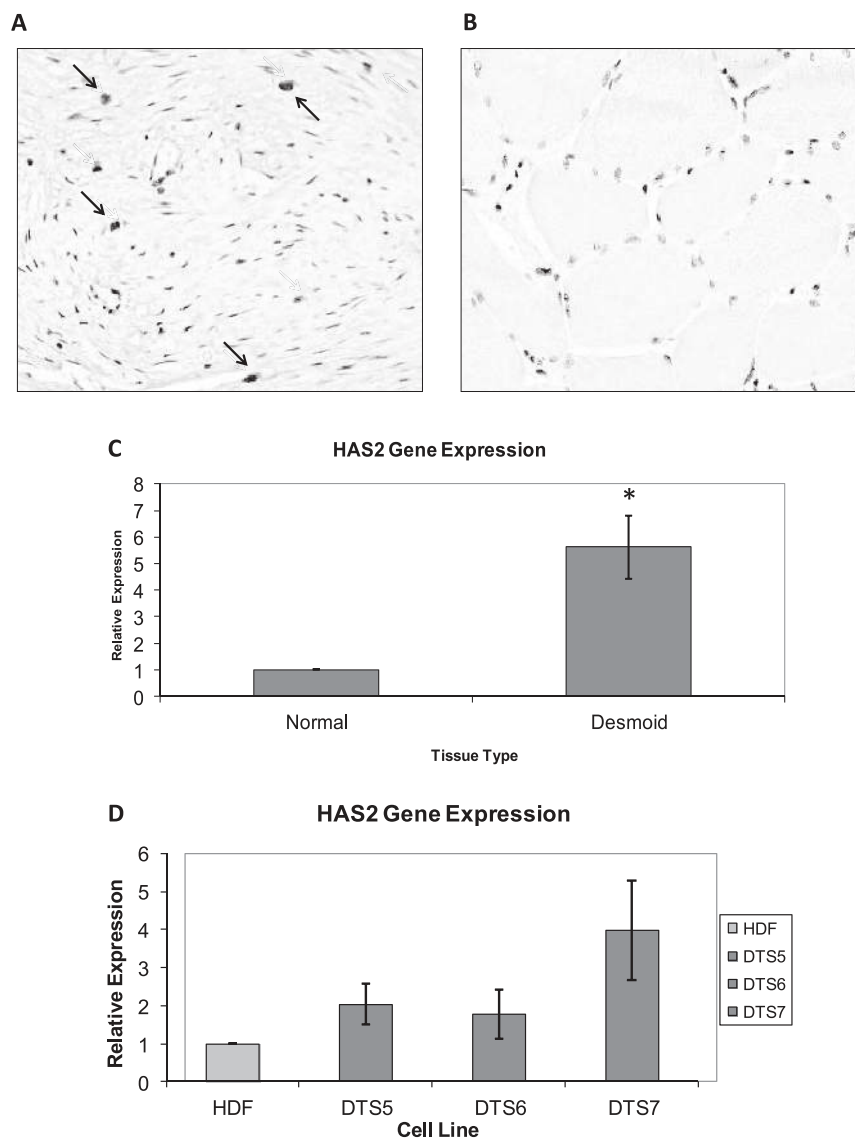 A
B
C
HAS2 Gene Expression
8
7
6
5
4
3
2
1
0
Relative Expression
*
Normal Desmoid
Tissue Type
D
HAS2 Gene Expression
6
5
4
3
2
1
0
Relative Expression
HDF
DTS5
DTS6
DTS7
HDF DTS5 DTS6 DTS7
Cell Line